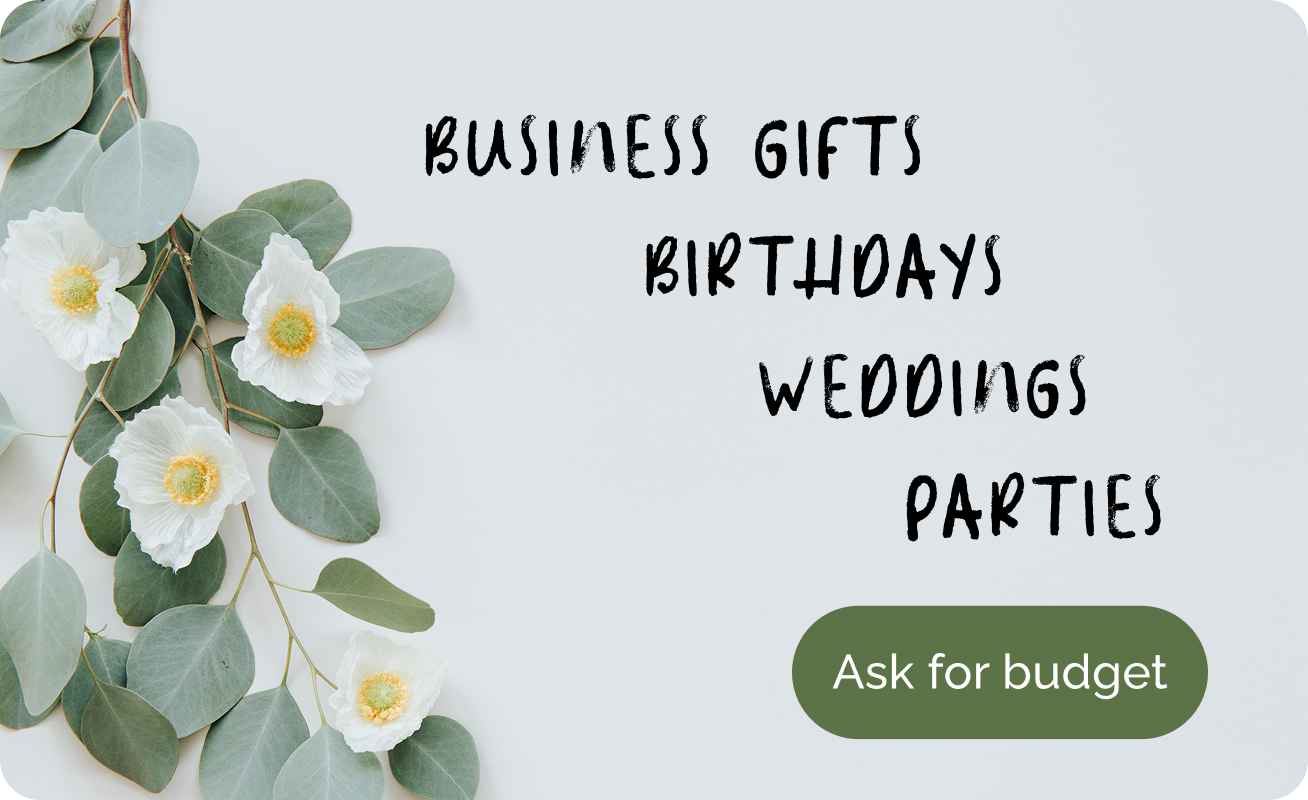 BUSINESS GIFTS
BIRTHDAYS
WEDDINGS
PARTIES
Ask for budget